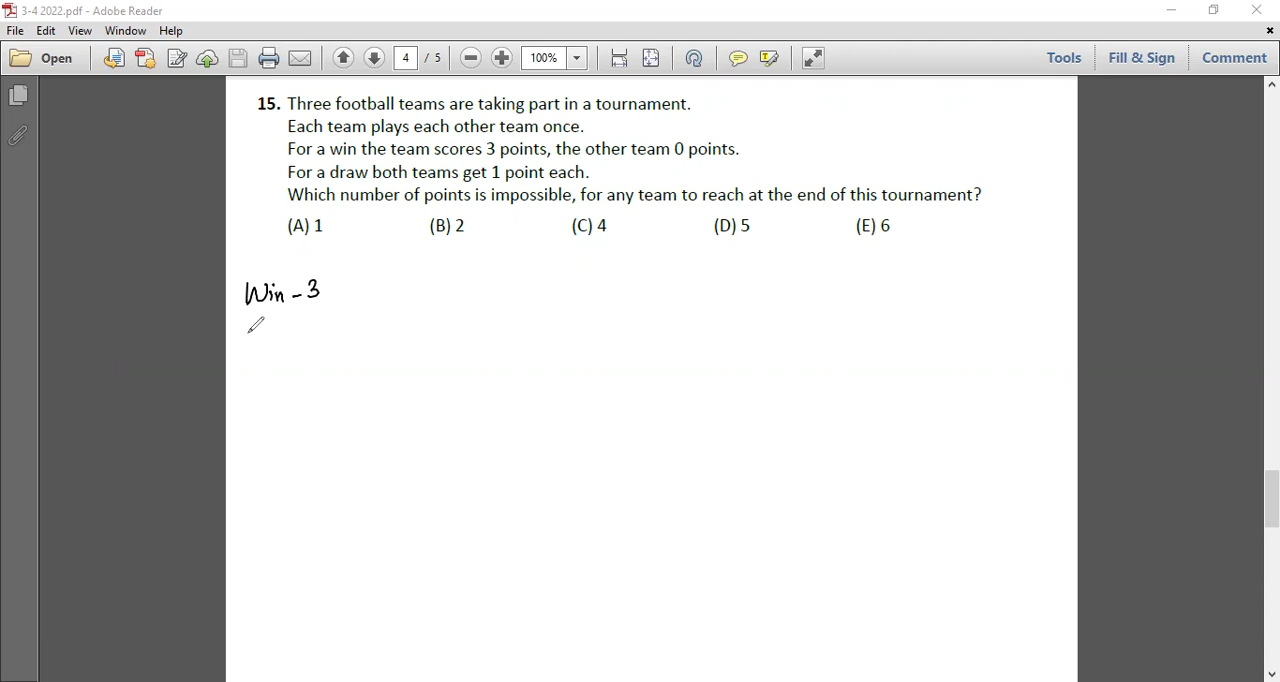 3-4 2022.pdf - Adobe Reader
File Edit View Window Help
Open 4 / 5 100% Tools Fill & Sign Comment
15. Three football teams are taking part in a tournament.
Each team plays each other team once.
For a win the team scores 3 points, the other team 0 points.
For a draw both teams get 1 point each.
Which number of points is impossible, for any team to reach at the end of this tournament?
(A) 1 (B) 2 (C) 4 (D) 5 (E) 6
Win - 3